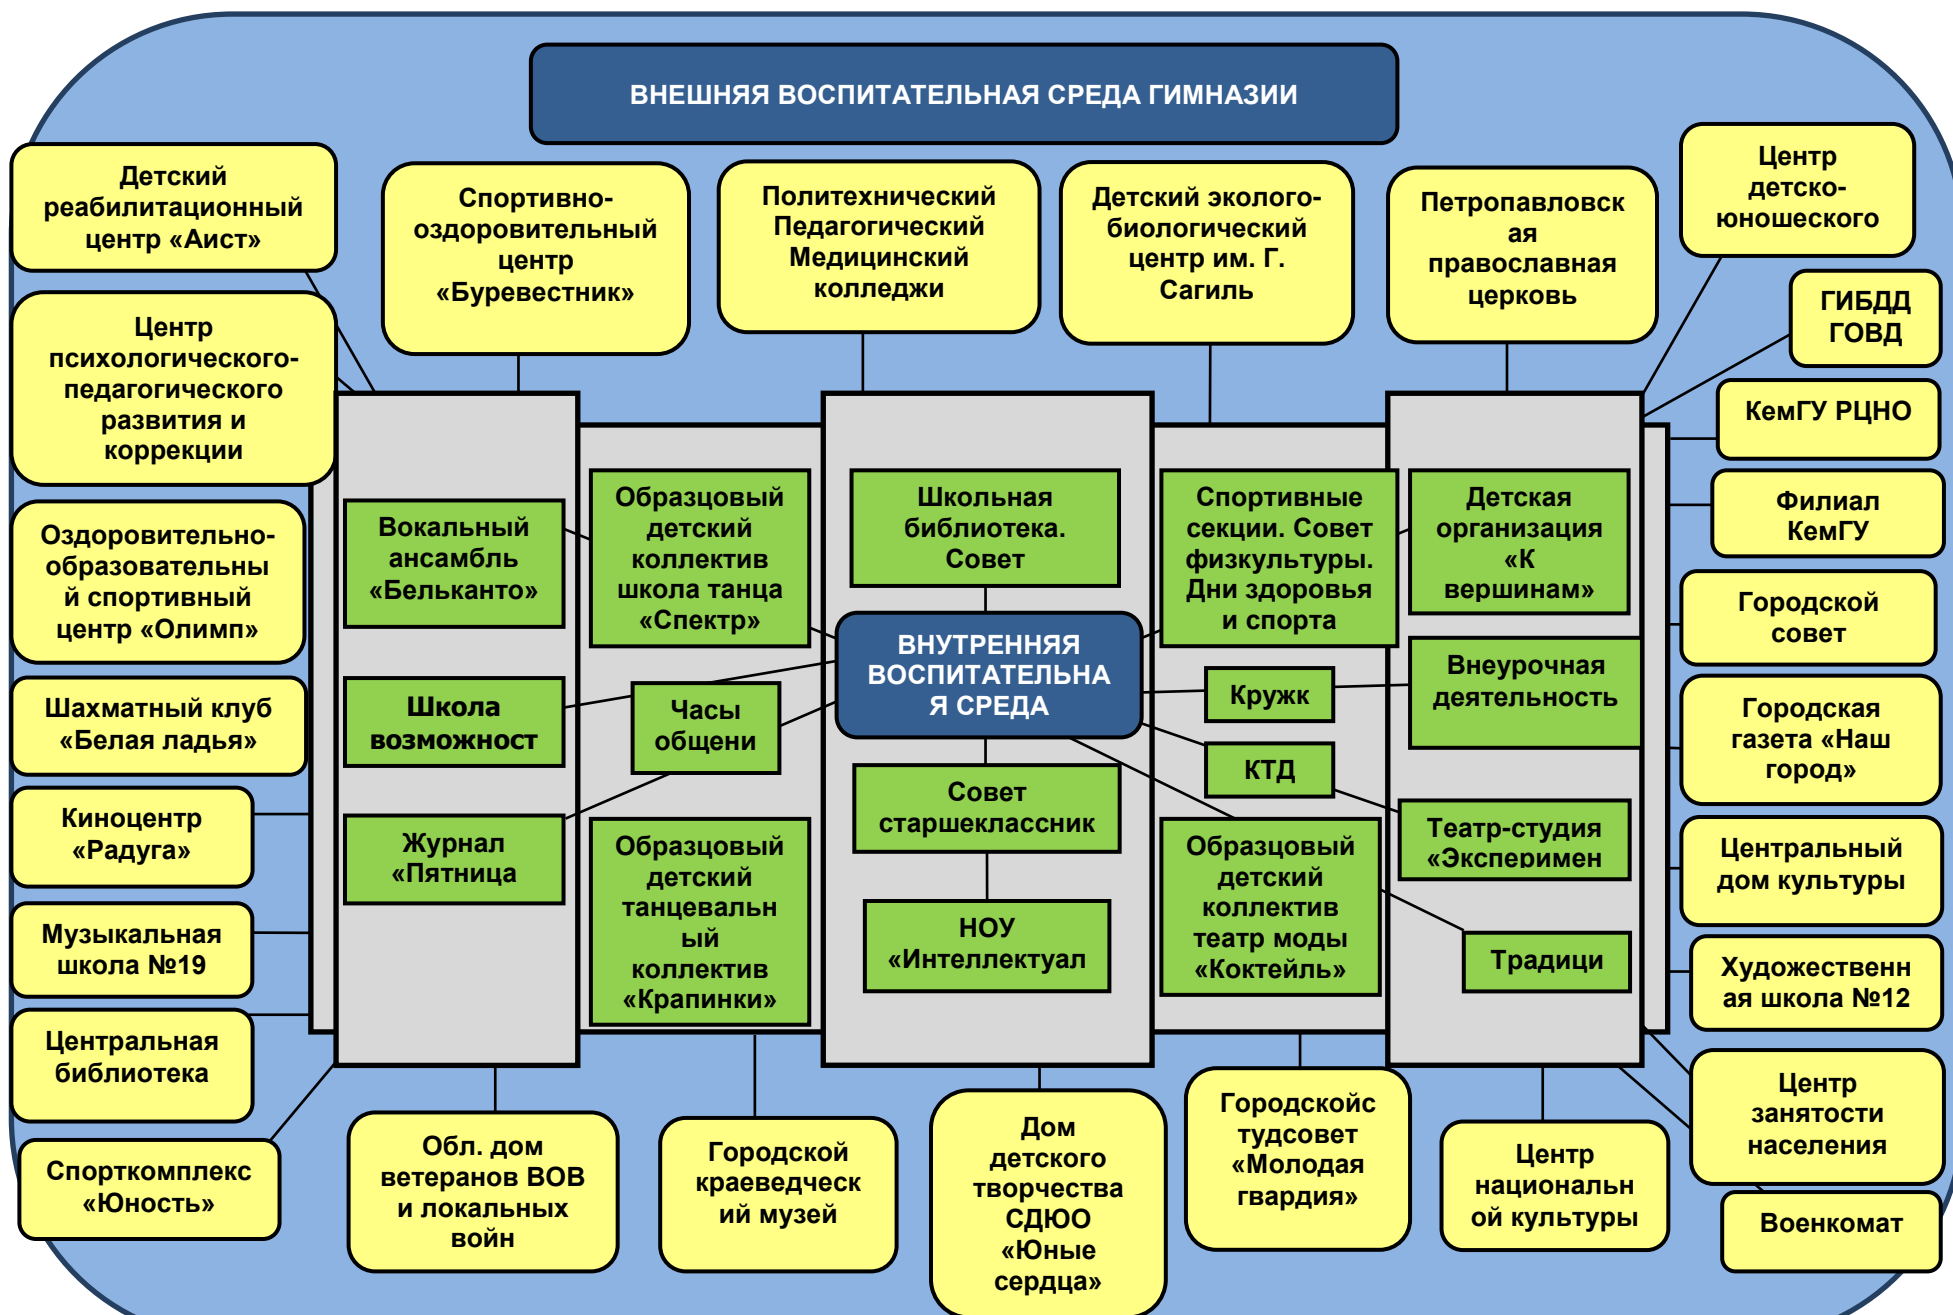 ВНЕШНЯЯ ВОСПИТАТЕЛЬНАЯ СРЕДА ГИМНАЗИИ
Детский
реабилитационный
центр «Аист»
Спортивно-
оздоровительный
центр
«Буревестник»
Политехнический
Педагогический
Медицинский
колледжи
Детский эколого-
биологический
центр им. Г.
Сагиль
Петропавловск
ая
православная
церковь
Центр
детско-
юношеского
ГИБДД
ГОВД
КемГУ РЦНО
Филиал
КемГУ
Городской
совет
Городская
газета «Наш
город»
Центральный
дом культуры
Художественн
ая школа №12
Центр
занятости
населения
Военкомат
Центр
психологического-
педагогического
развития и
коррекции
Оздоровительно-
образовательны
й спортивный
центр «Олимп»
Шахматный клуб
«Белая ладья»
Киноцентр
«Радуга»
Музыкальная
школа №19
Центральная
библиотека
Спорткомплекс
«Юность»
Вокальный
ансамбль
«Бельканто»
Образцовый
детский
коллектив
школа танца
«Спектр»
Школьная
библиотека.
Совет
Спортивные
секции. Совет
физкультуры.
Дни здоровья
и спорта
Детская
организация
«К
вершинам»
ВНУТРЕННЯЯ
ВОСПИТАТЕЛЬНА
Я СРЕДА
Школа
возможност
Часы
общени
Кружк
Внеурочная
деятельность
КТД
Журнал
«Пятница
Образцовый
детский
танцевальн
ый
коллектив
«Крапинки»
Совет
старшеклассник
НОУ
«Интеллектуал
Образцовый
детский
коллектив
театр моды
«Коктейль»
Театр-студия
«Эксперимен
Традици
Обл. дом
ветеранов ВОВ
и локальных
войн
Городской
краеведческ
ий музей
Дом
детского
творчества
СДЮО
«Юные
сердца»
Городскойс
тудсовет
«Молодая
гвардия»
Центр
национальн
ой культуры